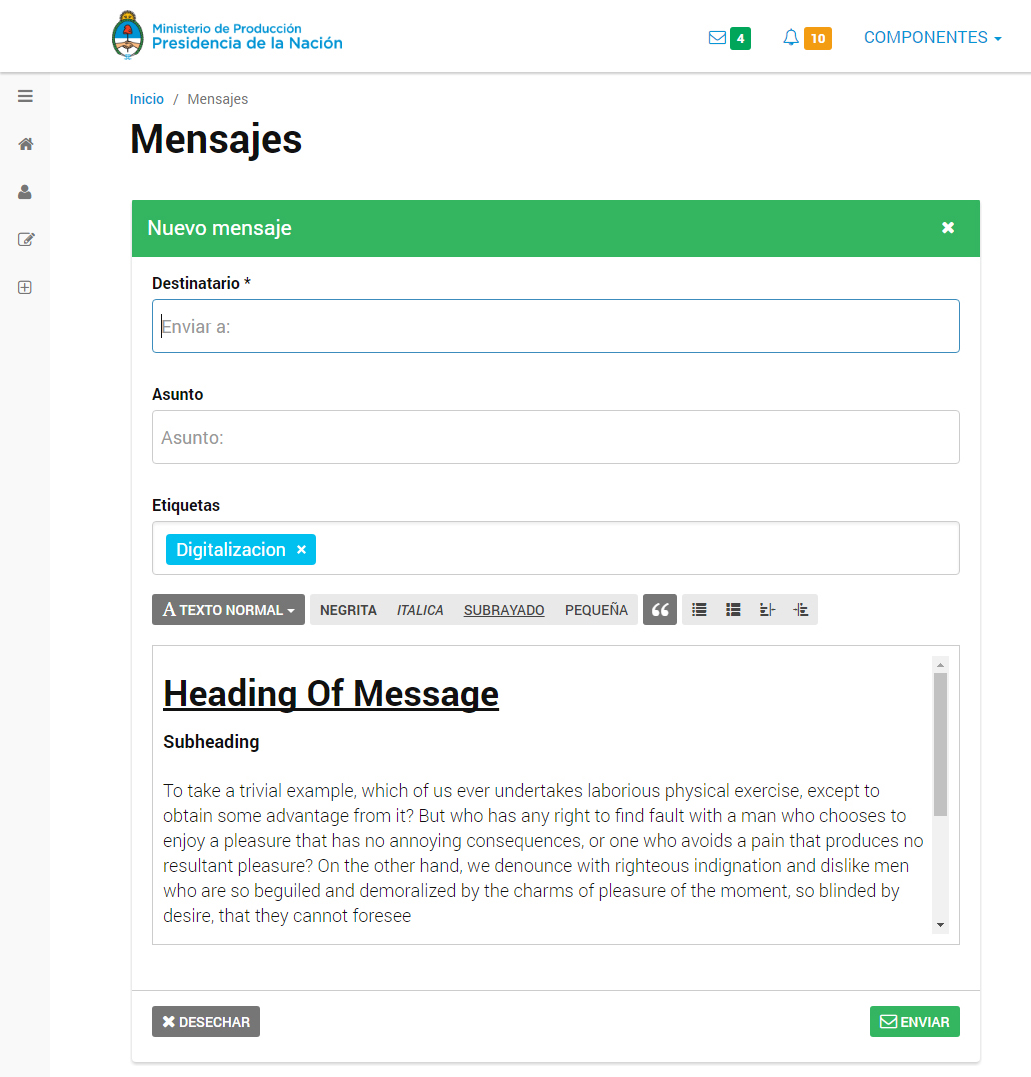 Ministerio de Producción
Presidencia de la Nación
4
10
COMPONENTES
Inicio / Mensajes
Mensajes
Nuevo mensaje
Destinatario *
Enviar a:
Asunto
Asunto:
Etiquetas
Digitalizacion ×
A TEXTO NORMAL NEGRITA ITALICA SUBRAYADO PEQUEÑA
Heading Of Message
Subheading
To take a trivial example, which of us ever undertakes laborious physical exercise, except to
obtain some advantage from it? But who has any right to find fault with a man who chooses to
enjoy a pleasure that has no annoying consequences, or one who avoids a pain that produces no
resultant pleasure? On the other hand, we denounce with righteous indignation and dislike men
who are so beguiled and demoralized by the charms of pleasure of the moment, so blinded by
desire, that they cannot foresee
DESECHAR
ENVIAR